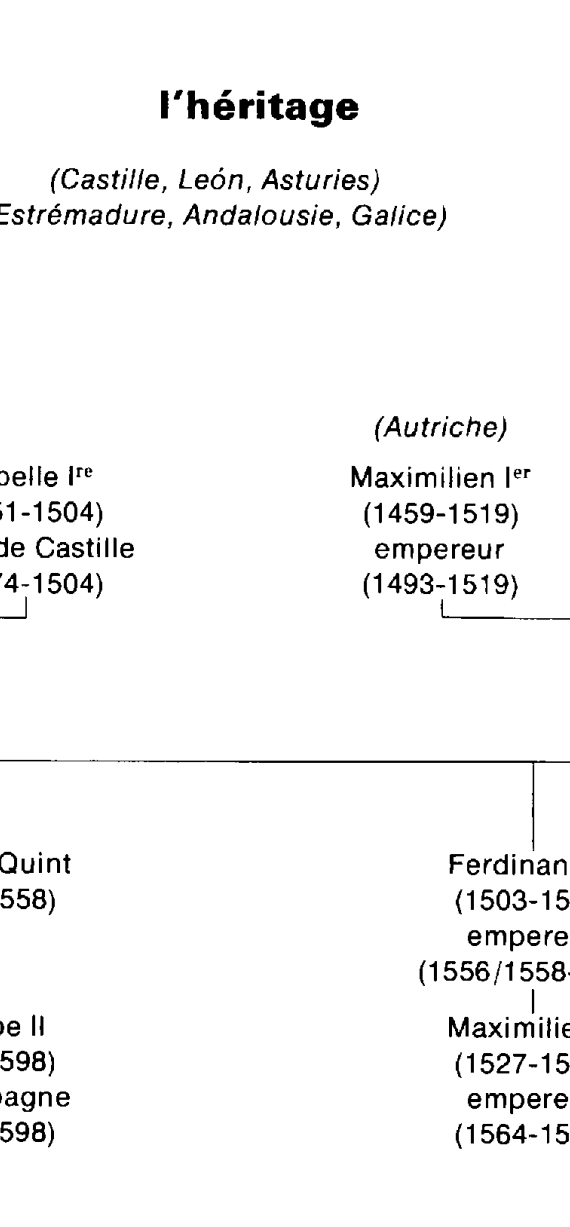 l'héritage
(Castille, León, Asturies)
Estrémadure, Andalousie, Galice)
(Autriche)
belle Iʳᵉ
51-1504)
de Castille
74-1504)
Maximilien Iᵉʳ
(1459-1519)
empereur
(1493-1519)
Quint
558)
Ferdinan
(1503-15
empere
(1556/1558-
be II
598)
pagne
598)
Maximilie
(1527-15
empere
(1564-15